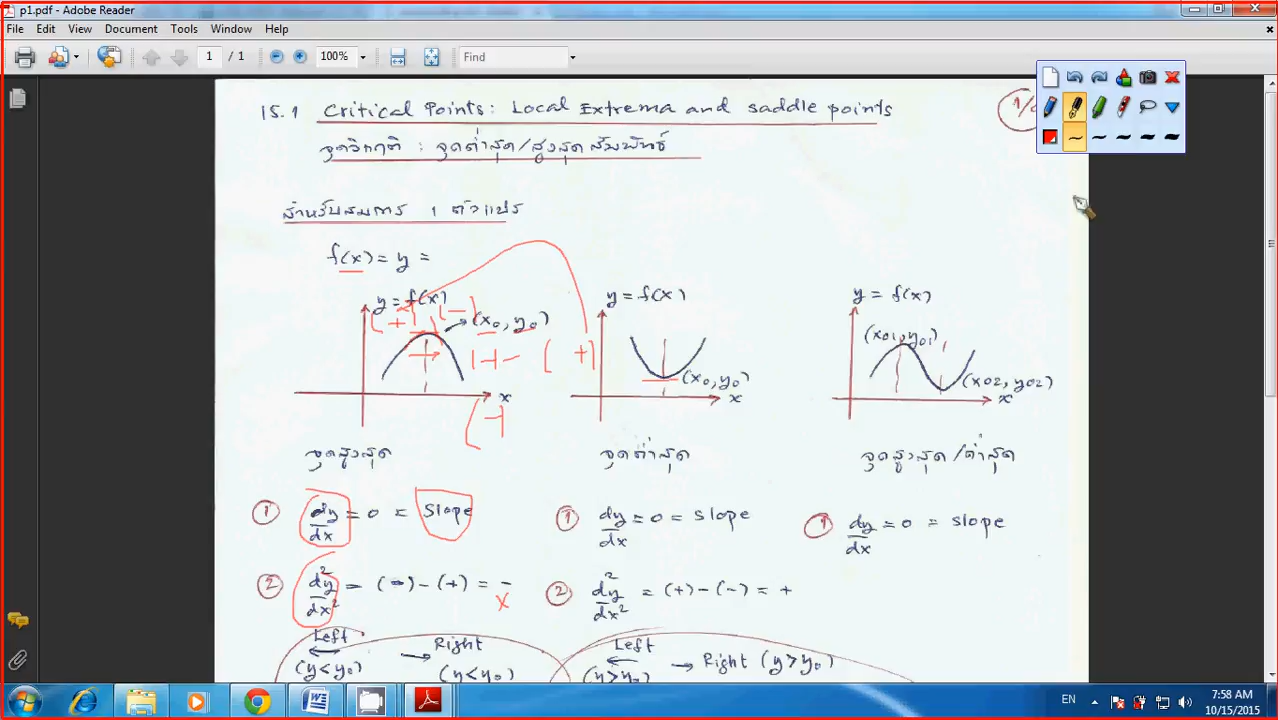 p1.pdf - Adobe Reader
File Edit View Document Tools Window Help
1 / 1 100% Find
15.1 Critical Points: Local Extrema and saddle points
จุดวิกฤติ : จุดต่ำสุด/สูงสุด สัมพันธ์
สำหรับสมการ 1 ตัวแปร
f(x) = y =
y = f(x) y = f(x) y = f(x)
(+) (-) (x0, y0) (x01, y01)
(-) - (+) (x0, y0) (x02, y02)
x x x
(-)
จุดสูงสุด จุดต่ำสุด จุดสูงสุด/ต่ำสุด
① dy/dx = 0 = Slope ① dy/dx = 0 = Slope ① dy/dx = 0 = Slope
② d²y/dx² = (-) - (+) = - ② d²y/dx² = (+) - (-) = +
x
Left Right Left Right (y > y0)
(y < y0) (y < y0) (y > y0)
EN 7:58 AM
10/15/2015